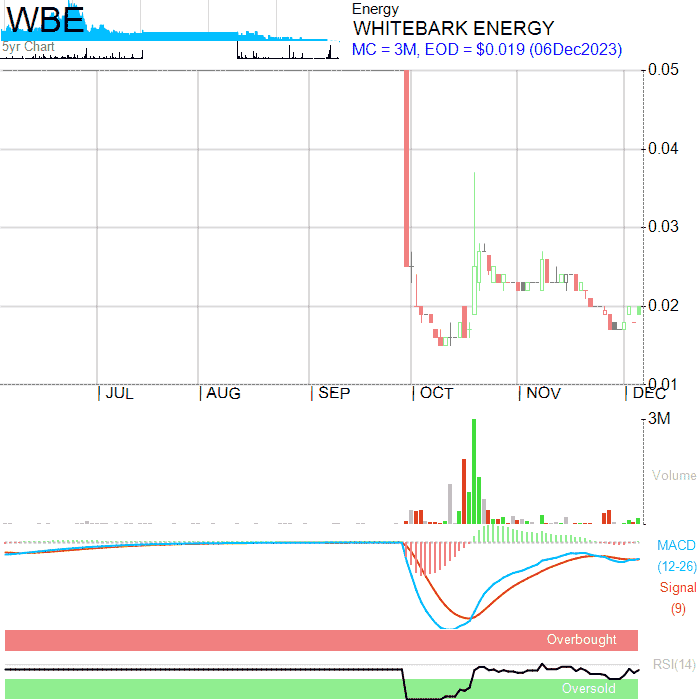 WBE
5yr Chart
Energy
WHITEBARK ENERGY
MC = 3M, EOD = $0.019 (06Dec2023)
0.05
0.04
0.03
0.02
0.01
JUL AUG SEP OCT NOV DEC
3M
Volume
MACD
(12-26)
Signal
(9)
Overbought
RSI(14)
Oversold